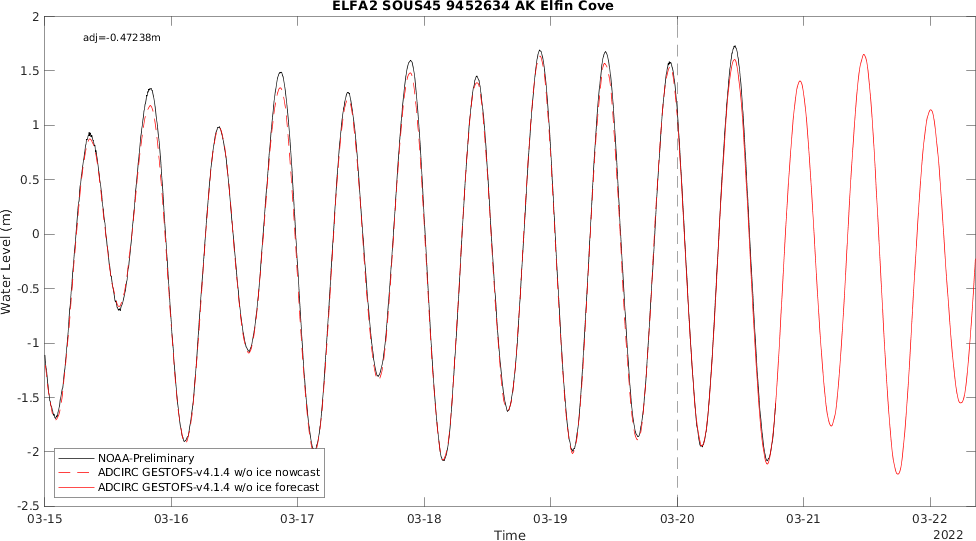 ELFA2 SOUS45 9452634 AK Elfin Cove
adj=-0.47238m
2
1.5
1
0.5
0
-0.5
-1
-1.5
-2
-2.5
Water Level (m)
NOAA-Preliminary
ADCIRC GESTOFS-v4.1.4 w/o ice nowcast
ADCIRC GESTOFS-v4.1.4 w/o ice forecast
03-15 03-16 03-17 03-18 03-19 03-20 03-21 03-22
Time
2022